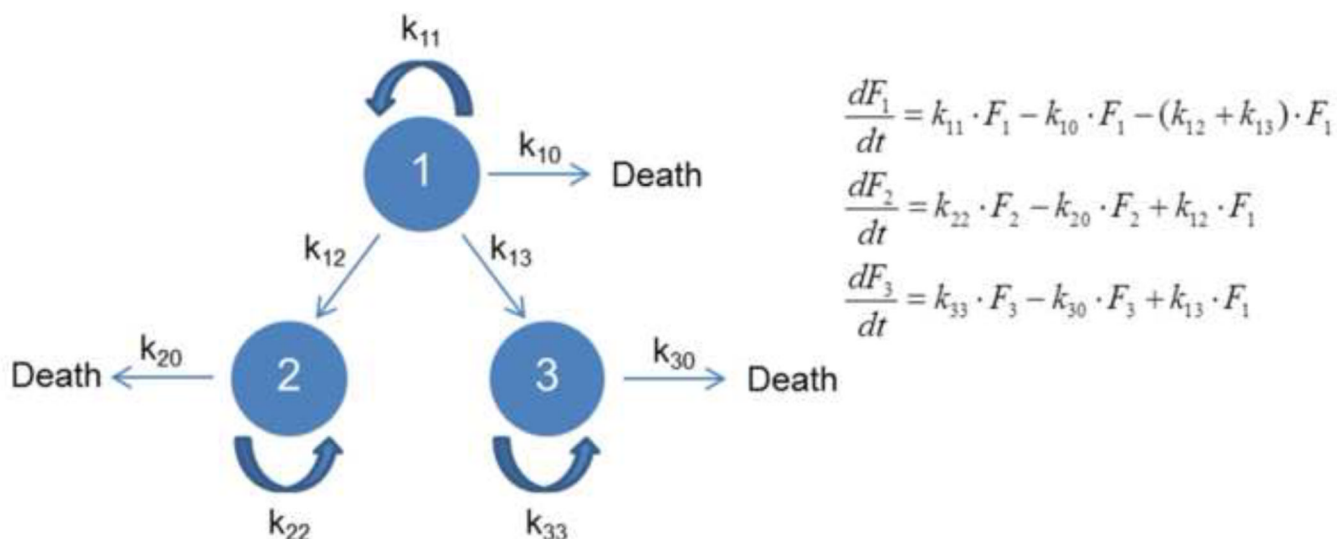 k₁₁
1
k₁₀
Death
k₁₂
k₁₃
Death
k₂₀
2
3
k₃₀
Death
k₂₂
k₃₃
dF₁/dt = k₁₁ · F₁ − k₁₀ · F₁ − (k₁₂ + k₁₃) · F₁
dF₂/dt = k₂₂ · F₂ − k₂₀ · F₂ + k₁₂ · F₁
dF₃/dt = k₃₃ · F₃ − k₃₀ · F₃ + k₁₃ · F₁